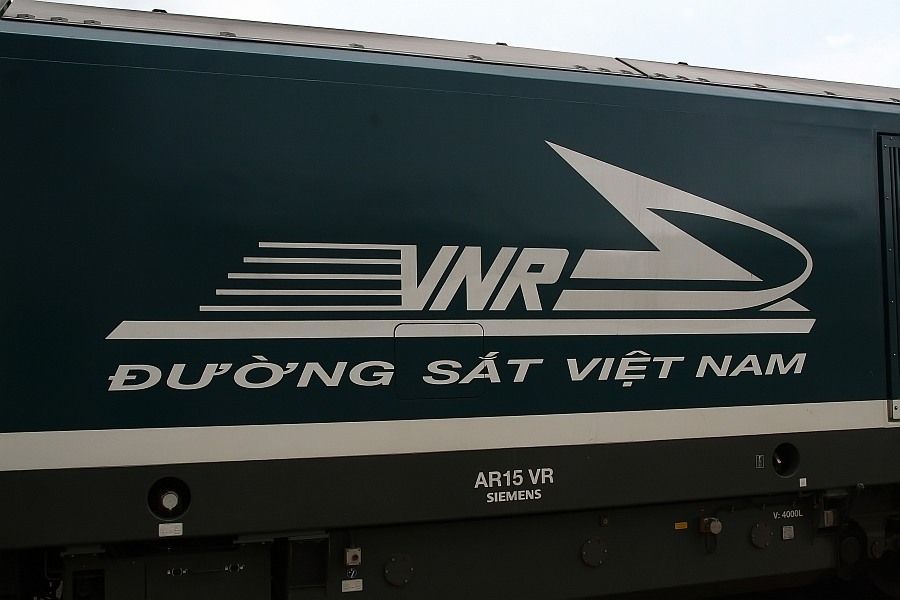 VNR
ĐƯỜNG SẮT VIỆT NAM
AR15 VR
SIEMENS
V: 4000L